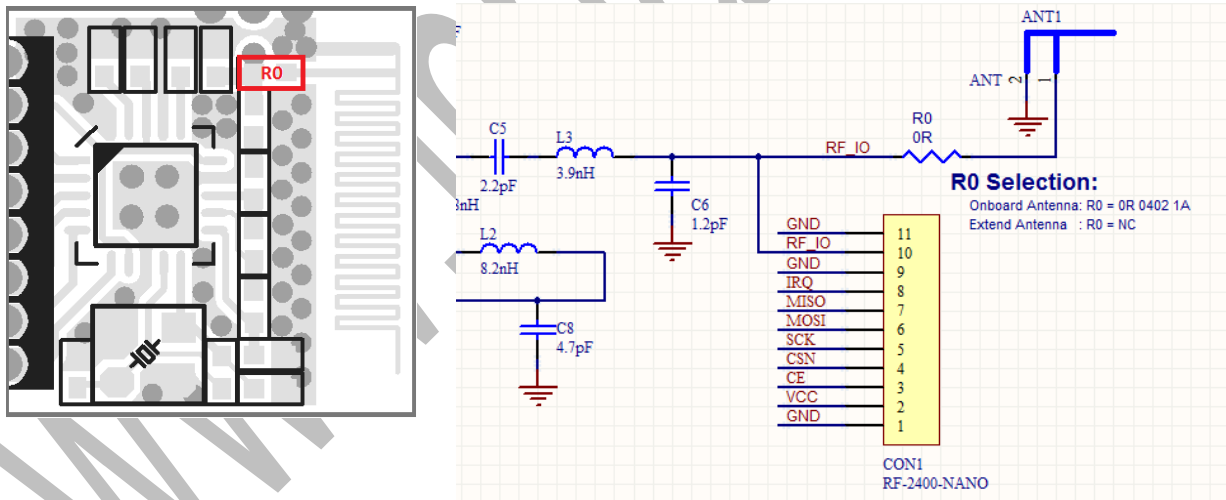 R0
F
C5
2.2pF
3nH
L3
3.9nH
C6
1.2pF
RF_IO
R0
0R
ANT1
ANT
2
1
R0 Selection:
Onboard Antenna: R0 = 0R 0402 1A
Extend Antenna : R0 = NC
L2
8.2nH
C8
4.7pF
GND 11
RF_IO 10
GND 9
IRQ 8
MISO 7
MOSI 6
SCK 5
CSN 4
CE 3
VCC 2
GND 1
CON1
RF-2400-NANO